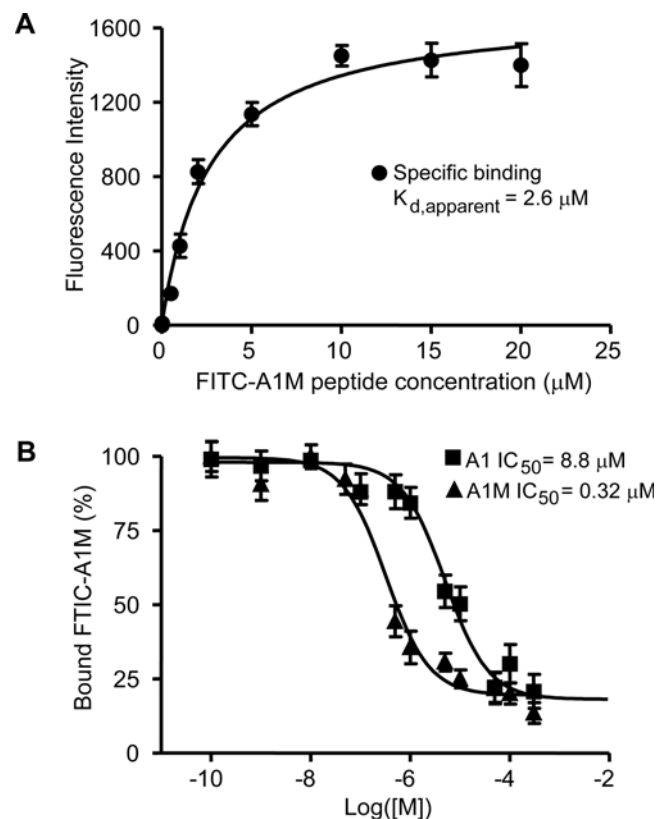 A
1600
1200
800
400
0
Fluorescence Intensity
Specific binding
Kd,apparent = 2.6 μM
0 5 10 15 20 25
FITC-A1M peptide concentration (μM)
B
100
75
50
25
0
Bound FTIC-A1M (%)
A1 IC50 = 8.8 μM
A1M IC50 = 0.32 μM
-10 -8 -6 -4 -2
Log([M])